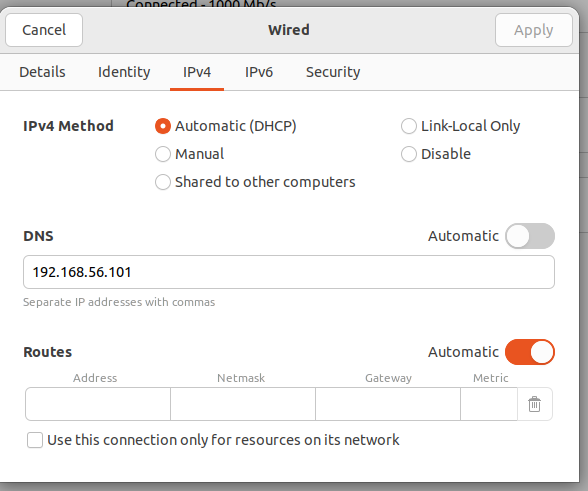 Connected - 1000 Mb/s
Cancel Wired Apply
Details Identity IPv4 IPv6 Security
IPv4 Method Automatic (DHCP) Link-Local Only
Manual Disable
Shared to other computers
DNS Automatic
192.168.56.101
Separate IP addresses with commas
Routes Automatic
Address Netmask Gateway Metric
Use this connection only for resources on its network